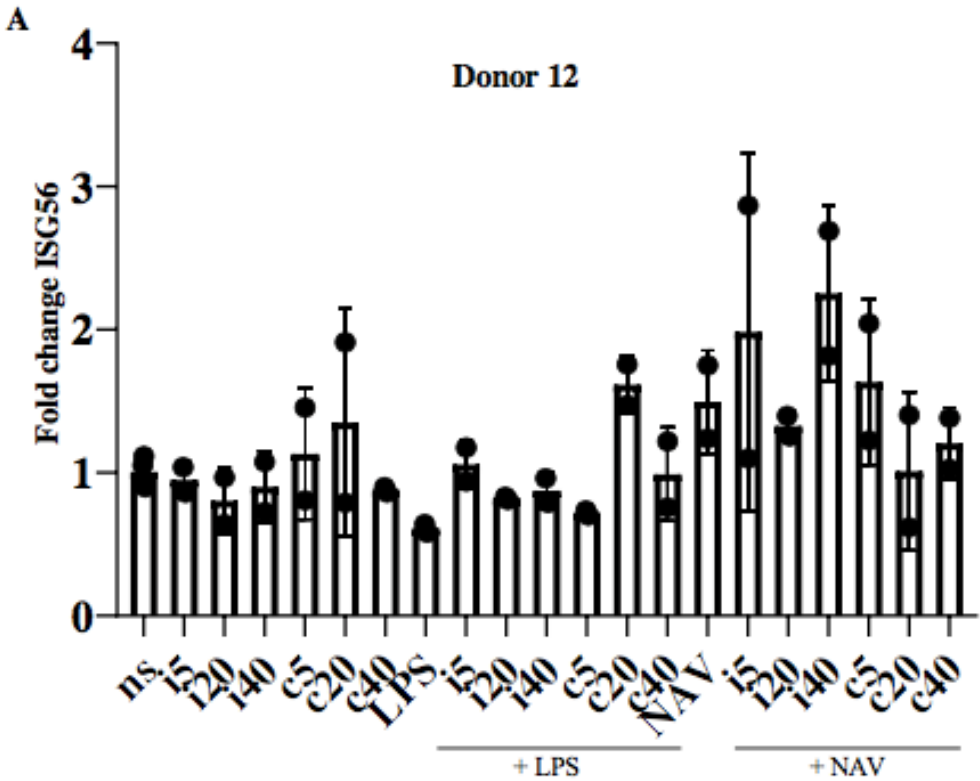 A
Donor 12
Fold change ISG56
4
3
2
1
0
ns
i5
i20
i40
c5
c20
c40
LPS
i5
i20
i40
c5
c20
c40
NAV
i5
i20
i40
c5
c20
c40
+ LPS
+ NAV